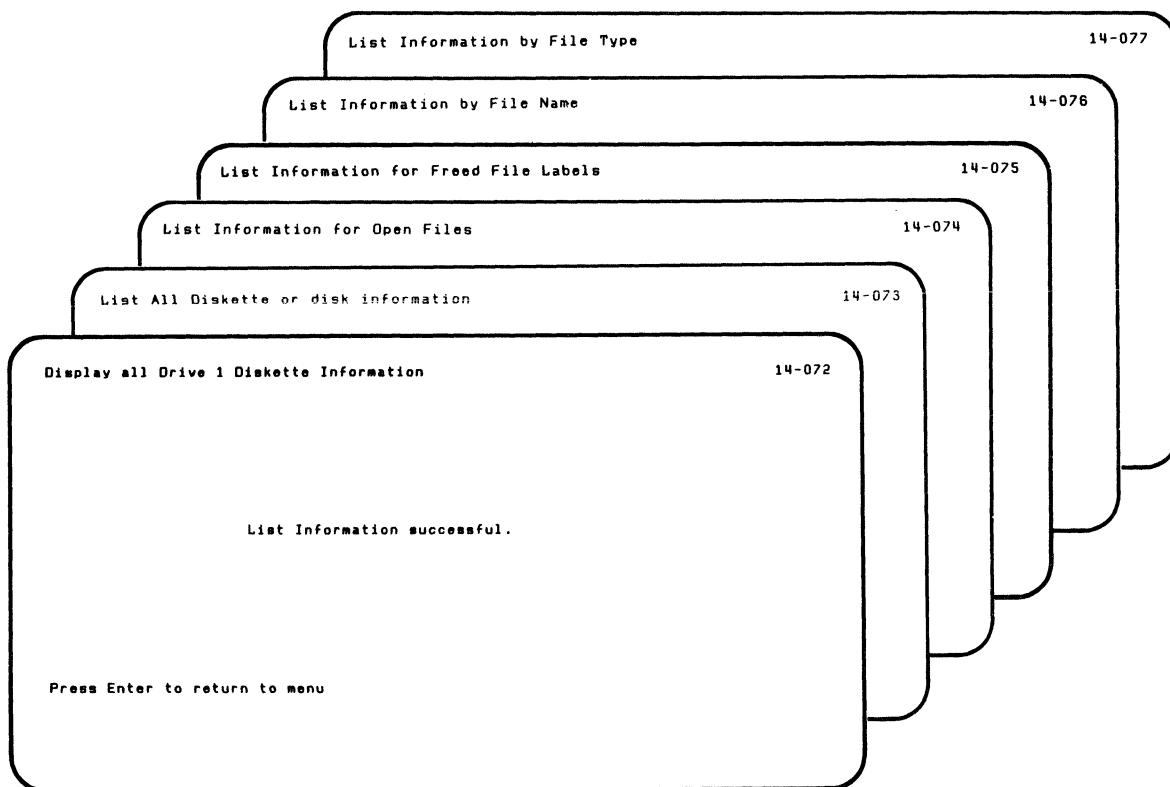 List Information by File Type 14-077
List Information by File Name 14-076
List Information for Freed File Labels 14-075
List Information for Open Files 14-074
List All Diskette or disk information 14-073
Display all Drive 1 Diskette Information 14-072
List Information successful.
Press Enter to return to menu